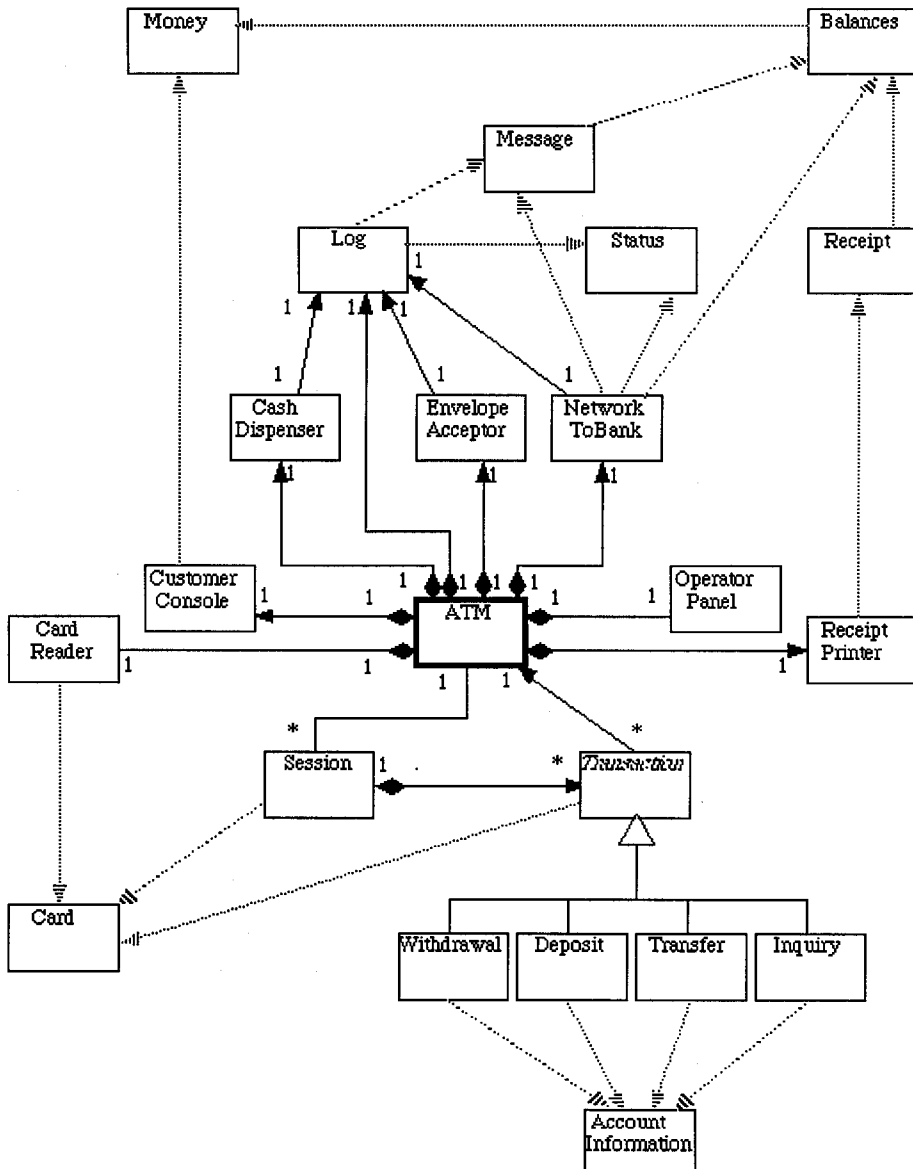 Money
Balances
Message
Log
Status
Receipt
1
1
1
1
1
1
1
Cash
Dispenser
Envelope
Acceptor
Network
ToBank
1
1
1
Customer
Console
1
1
1
1
1
1
1
1
Operator
Panel
ATM
Card
Reader
1
1
1
Receipt
Printer
1
1
*
*
Session
1
*
Transaction
Card
Withdrawal
Deposit
Transfer
Inquiry
Account
Information